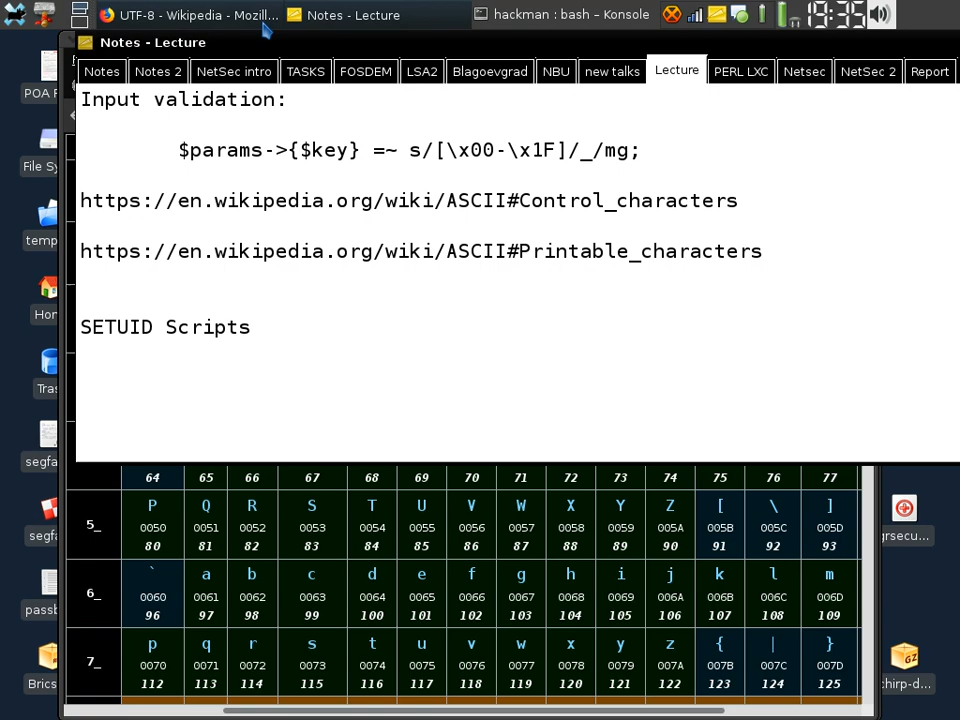 UTF-8 - Wikipedia - Mozill...
Notes - Lecture
hackman : bash – Konsole
19:35
Notes - Lecture
Notes
Notes 2
NetSec intro
TASKS
FOSDEM
LSA2
Blagoevgrad
NBU
new talks
Lecture
PERL LXC
Netsec
NetSec 2
Report
Input validation:
$params->{$key} =~ s/[\x00-\x1F]/_/mg;
https://en.wikipedia.org/wiki/ASCII#Control_characters
https://en.wikipedia.org/wiki/ASCII#Printable_characters
SETUID Scripts
POA
File Sy
temp
Hor
Tras
segfa
segfa
passb
Brics
grsecu...
chirp-d...
64 65 66 67 68 69 70 71 72 73 74 75 76 77
5_ P Q R S T U V W X Y Z [ \ ]
0050 0051 0052 0053 0054 0055 0056 0057 0058 0059 005A 005B 005C 005D
80 81 82 83 84 85 86 87 88 89 90 91 92 93
6_ ` a b c d e f g h i j k l m
0060 0061 0062 0063 0064 0065 0066 0067 0068 0069 006A 006B 006C 006D
96 97 98 99 100 101 102 103 104 105 106 107 108 109
7_ p q r s t u v w x y z { | }
0070 0071 0072 0073 0074 0075 0076 0077 0078 0079 007A 007B 007C 007D
112 113 114 115 116 117 118 119 120 121 122 123 124 125